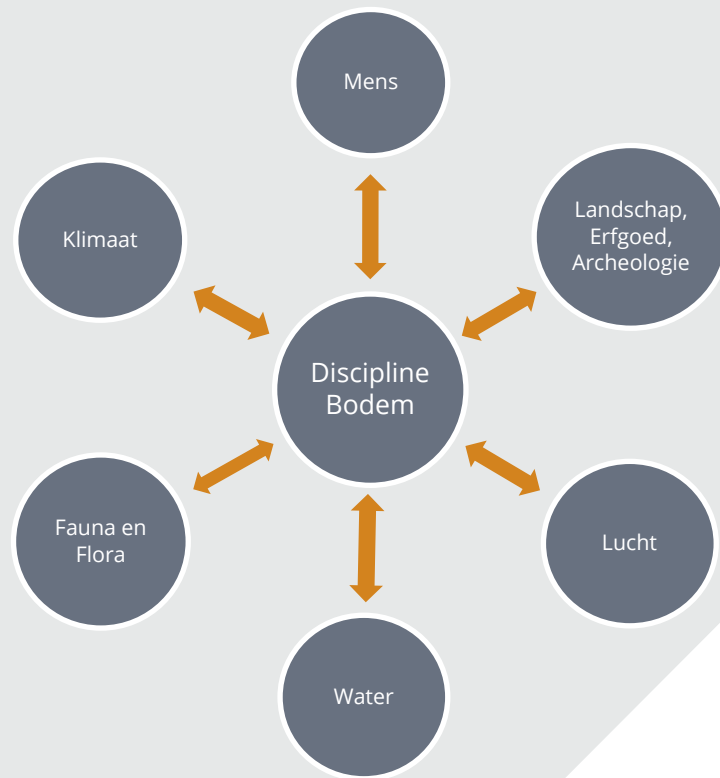 Mens
Klimaat
Landschap,
Erfgoed,
Archeologie
Discipline
Bodem
Fauna en
Flora
Lucht
Water